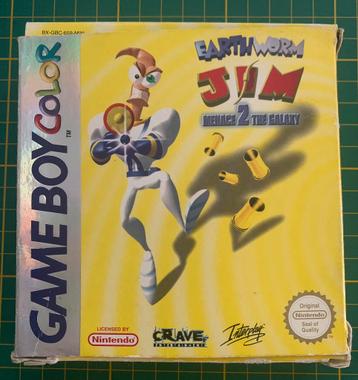 EARTHWORM
JIM
MENACE 2 THE GALAXY
GAME BOY COLOR
TM
LICENSED BY
Nintendo
CRAVE
ENTERTAINMENT
Interplay
Original
Nintendo
Seal of
Quality